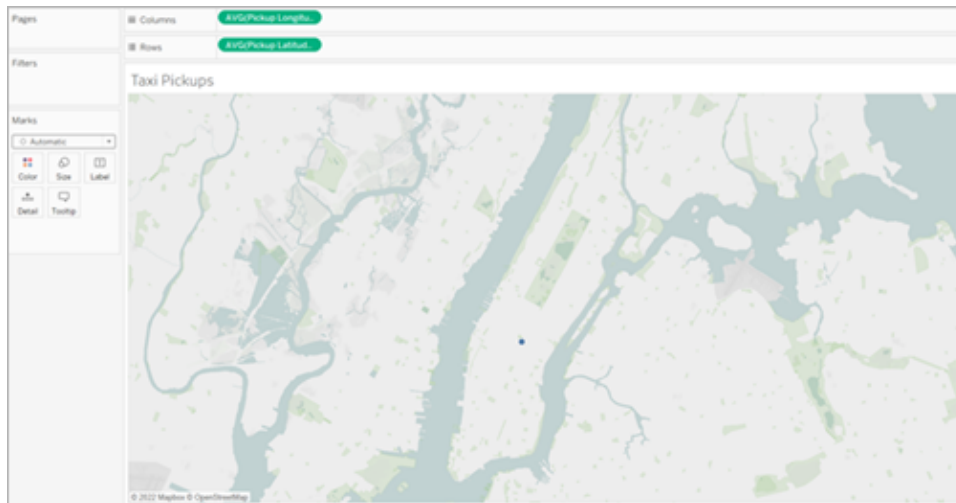 Pages
Columns
AVG(Pickup Longitu..
Rows
AVG(Pickup Latitud..
Filters
Taxi Pickups
Marks
Automatic
Color
Size
Label
Detail
Tooltip
© 2022 Mapbox © OpenStreetMap